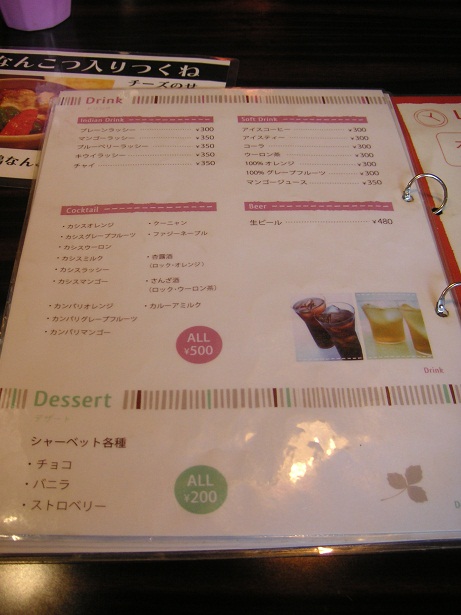 なんこつ入りつくね
チーズのせ
Drink
Indian Drink
プレーンラッシー ¥300
マンゴーラッシー ¥350
ブルーベリーラッシー ¥350
キウイラッシー ¥350
チャイ ¥350
Soft Drink
アイスコーヒー ¥300
アイスティー ¥300
コーラ ¥300
ウーロン茶 ¥300
100% オレンジ ¥300
100% グレープフルーツ ¥300
マンゴージュース ¥350
Cocktail
・カシスオレンジ
・カシスグレープフルーツ
・カシスウーロン
・カシスミルク
・カシスラッシー
・カシスマンゴー
・カンパリオレンジ
・カンパリグレープフルーツ
・カンパリマンゴー
・ケーニャン
・ファジーネーブル
・杏露酒
(ロック・オレンジ)
・さんざ酒
(ロック・ウーロン茶)
・カルーアミルク
ALL
¥500
Beer
生ビール ¥480
Drink
Dessert
デザート
シャーベット各種
・チョコ
・バニラ
・ストロベリー
ALL
¥200